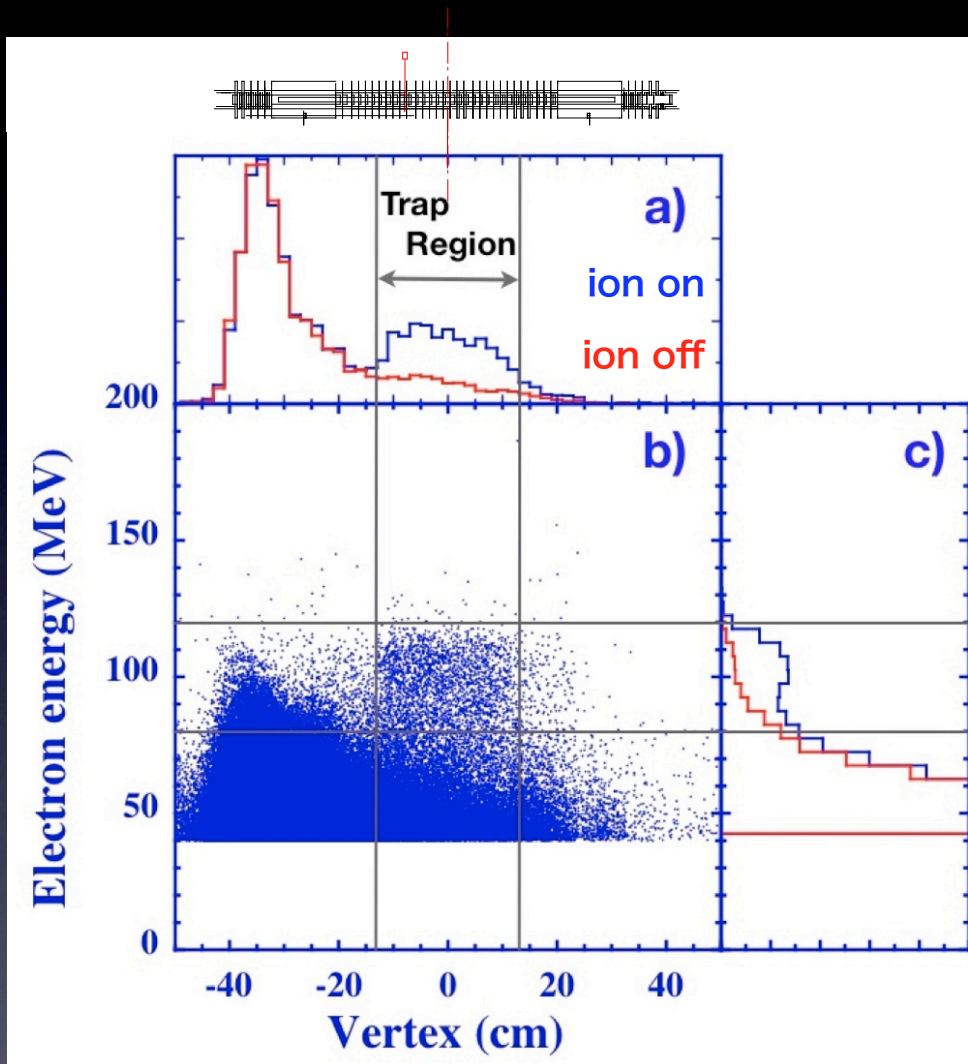 a)
Trap
Region
ion on
ion off
200
b)
c)
150
100
50
0
Electron energy (MeV)
-40 -20 0 20 40
Vertex (cm)